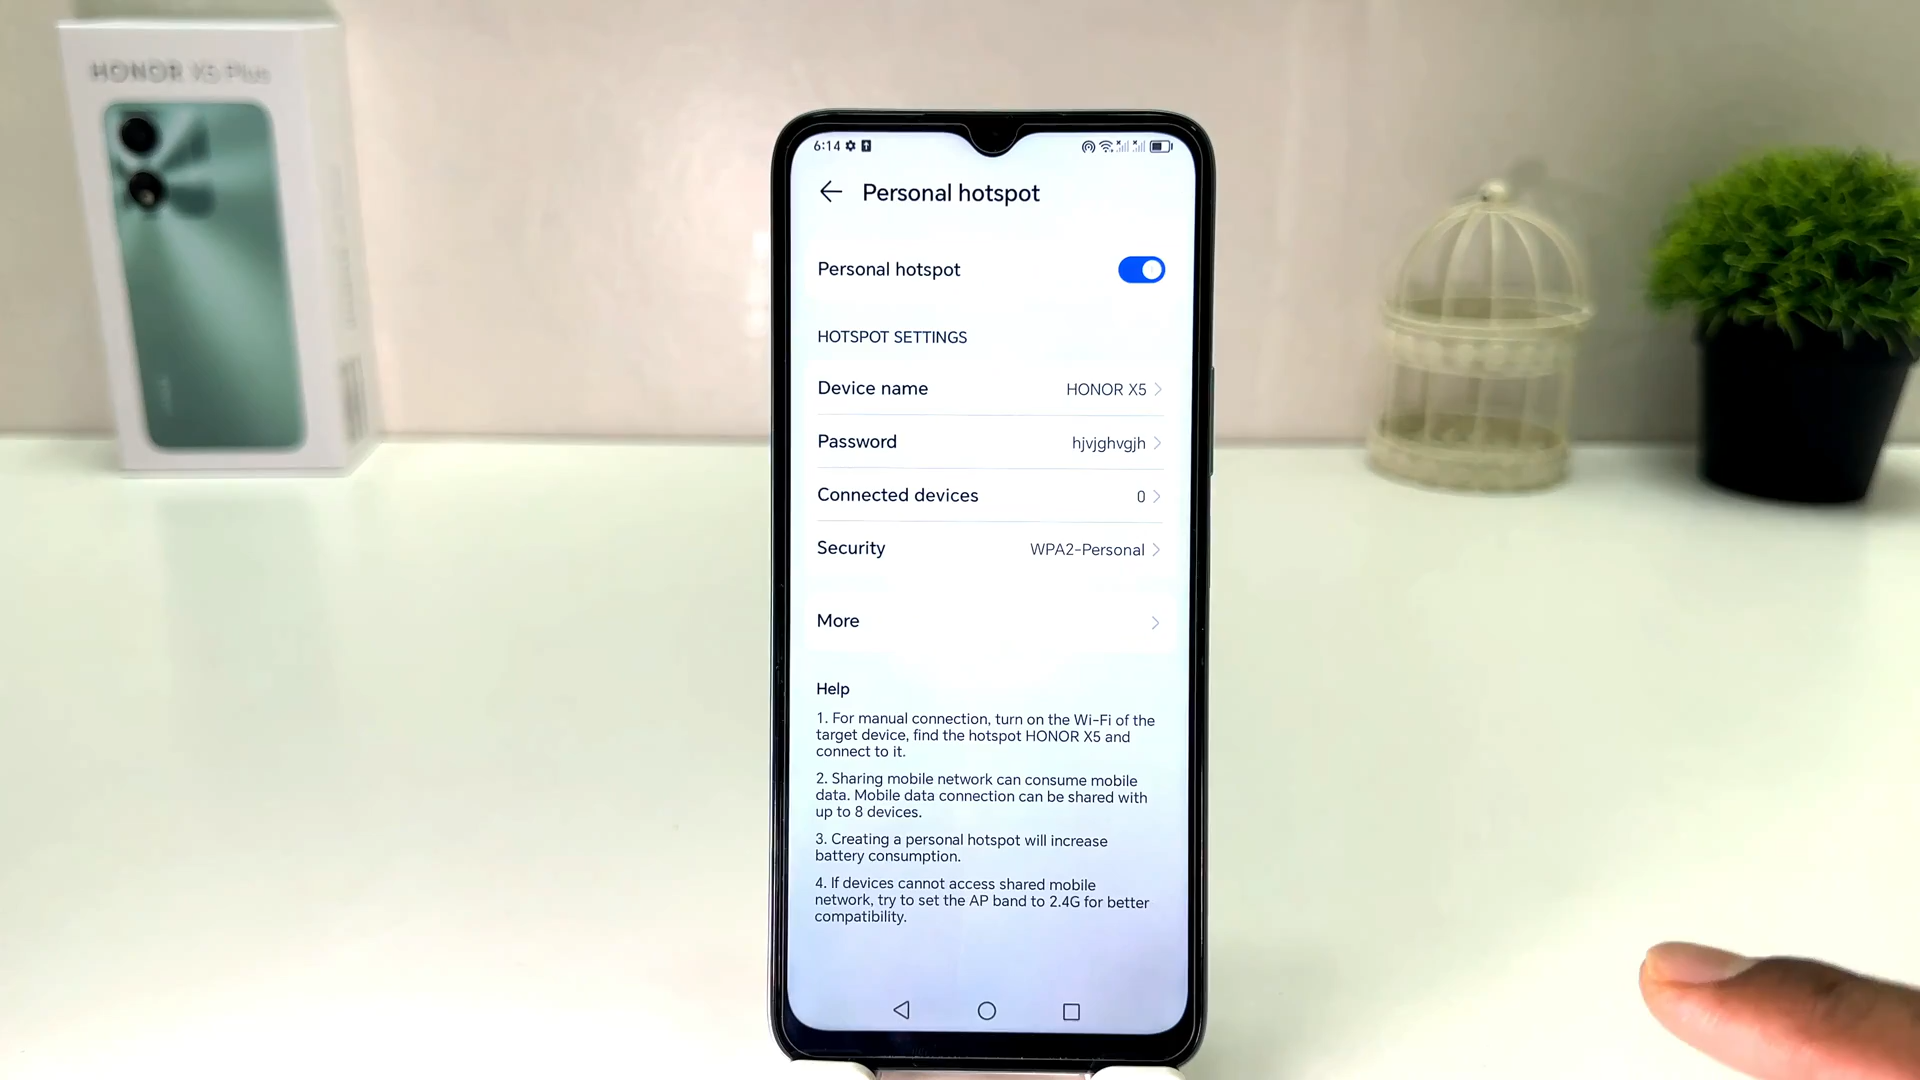 HONOR X5 Plus
6:14
Personal hotspot
Personal hotspot
HOTSPOT SETTINGS
Device name HONOR X5
Password hjvjghvgjh
Connected devices 0
Security WPA2-Personal
More
Help
1. For manual connection, turn on the Wi-Fi of the
target device, find the hotspot HONOR X5 and
connect to it.
2. Sharing mobile network can consume mobile
data. Mobile data connection can be shared with
up to 8 devices.
3. Creating a personal hotspot will increase
battery consumption.
4. If devices cannot access shared mobile
network, try to set the AP band to 2.4G for better
compatibility.